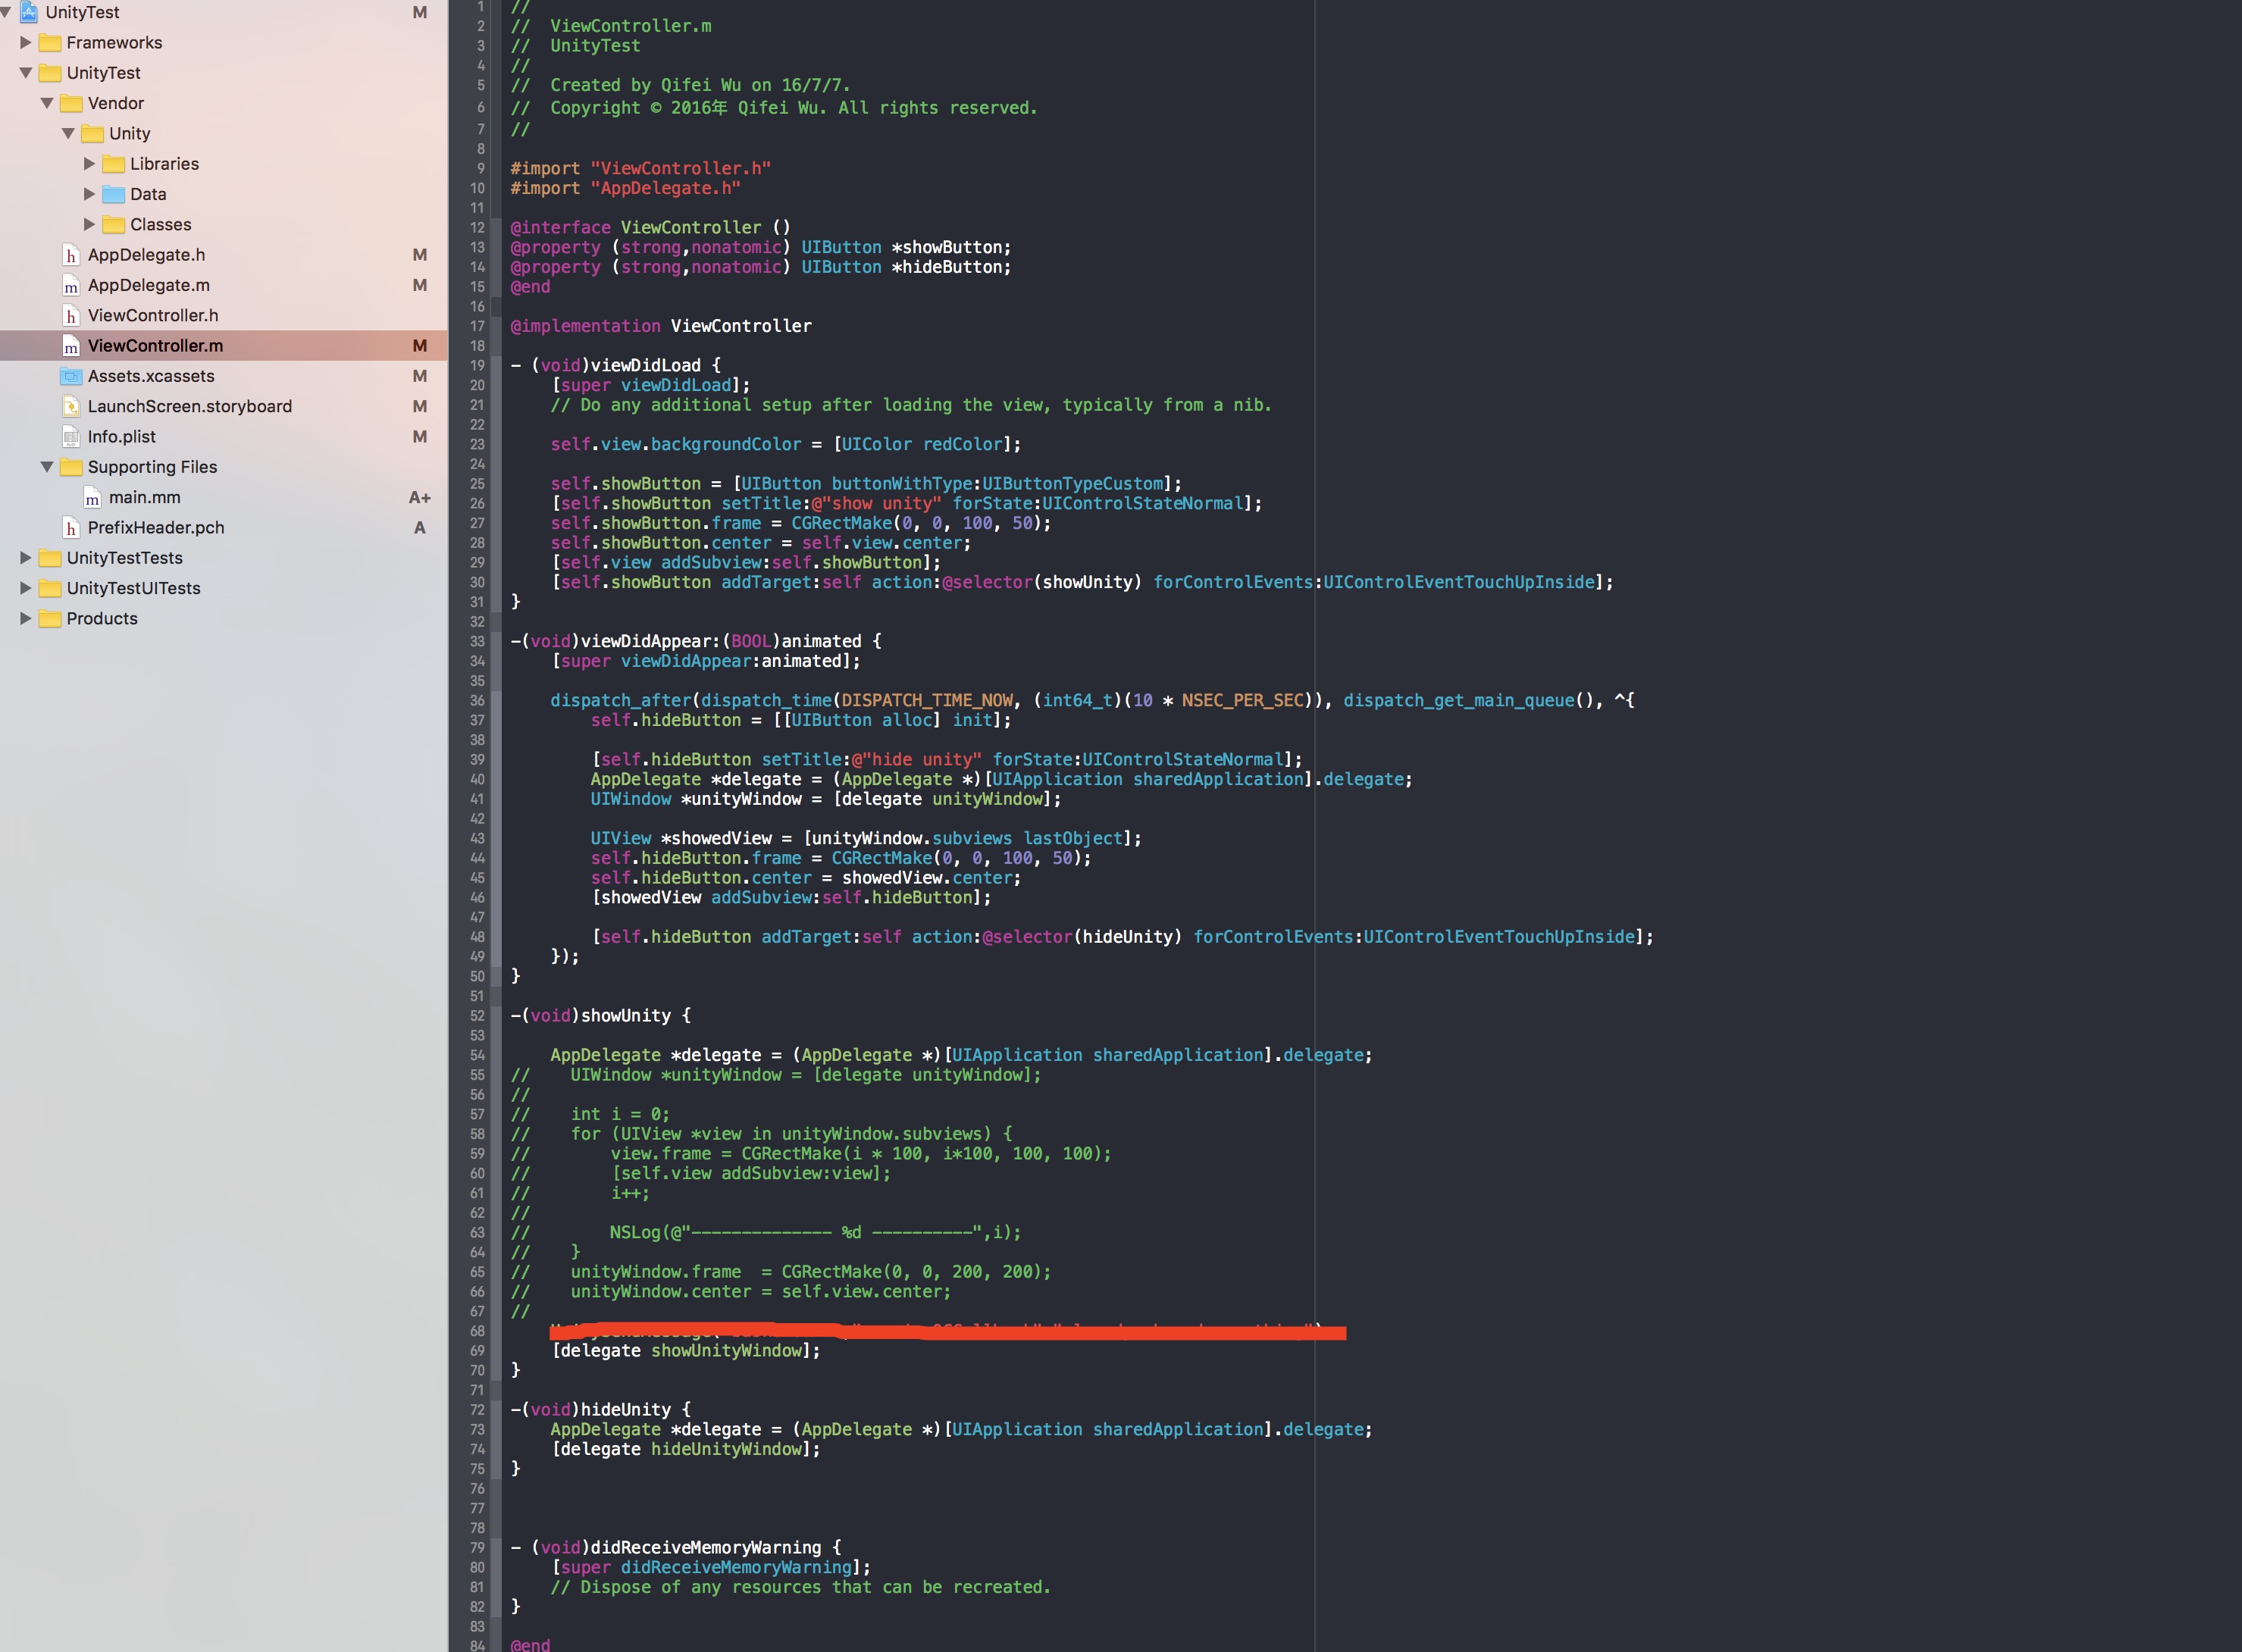 UnityTest M
Frameworks
UnityTest
Vendor
Unity
Libraries
Data
Classes
h AppDelegate.h M
m AppDelegate.m M
h ViewController.h
m ViewController.m M
Assets.xcassets M
LaunchScreen.storyboard M
Info.plist M
Supporting Files
m main.mm A+
h PrefixHeader.pch A
UnityTestTests
UnityTestUITests
Products
1 //
2 //  ViewController.m
3 //  UnityTest
4 //
5 //  Created by Qifei Wu on 16/7/7.
6 //  Copyright © 2016年 Qifei Wu. All rights reserved.
7 //
8
9 #import "ViewController.h"
10 #import "AppDelegate.h"
11
12 @interface ViewController ()
13 @property (strong,nonatomic) UIButton *showButton;
14 @property (strong,nonatomic) UIButton *hideButton;
15 @end
16
17 @implementation ViewController
18
19 - (void)viewDidLoad {
20     [super viewDidLoad];
21     // Do any additional setup after loading the view, typically from a nib.
22
23     self.view.backgroundColor = [UIColor redColor];
24
25     self.showButton = [UIButton buttonWithType:UIButtonTypeCustom];
26     [self.showButton setTitle:@"show unity" forState:UIControlStateNormal];
27     self.showButton.frame = CGRectMake(0, 0, 100, 50);
28     self.showButton.center = self.view.center;
29     [self.view addSubview:self.showButton];
30     [self.showButton addTarget:self action:@selector(showUnity) forControlEvents:UIControlEventTouchUpInside];
31 }
32
33 -(void)viewDidAppear:(BOOL)animated {
34     [super viewDidAppear:animated];
35
36     dispatch_after(dispatch_time(DISPATCH_TIME_NOW, (int64_t)(10 * NSEC_PER_SEC)), dispatch_get_main_queue(), ^{
37         self.hideButton = [[UIButton alloc] init];
38
39         [self.hideButton setTitle:@"hide unity" forState:UIControlStateNormal];
40         AppDelegate *delegate = (AppDelegate *)[UIApplication sharedApplication].delegate;
41         UIWindow *unityWindow = [delegate unityWindow];
42
43         UIView *showedView = [unityWindow.subviews lastObject];
44         self.hideButton.frame = CGRectMake(0, 0, 100, 50);
45         self.hideButton.center = showedView.center;
46         [showedView addSubview:self.hideButton];
47
48         [self.hideButton addTarget:self action:@selector(hideUnity) forControlEvents:UIControlEventTouchUpInside];
49     });
50 }
51
52 -(void)showUnity {
53
54     AppDelegate *delegate = (AppDelegate *)[UIApplication sharedApplication].delegate;
55 //    UIWindow *unityWindow = [delegate unityWindow];
56 //
57 //    int i = 0;
58 //    for (UIView *view in unityWindow.subviews) {
59 //        view.frame = CGRectMake(i * 100, i*100, 100, 100);
60 //        [self.view addSubview:view];
61 //        i++;
62 //
63 //        NSLog(@"-------------- %d ----------",i);
64 //    }
65 //    unityWindow.frame  = CGRectMake(0, 0, 200, 200);
66 //    unityWindow.center = self.view.center;
67 //
68
69     [delegate showUnityWindow];
70 }
71
72 -(void)hideUnity {
73     AppDelegate *delegate = (AppDelegate *)[UIApplication sharedApplication].delegate;
74     [delegate hideUnityWindow];
75 }
76
77
78
79 - (void)didReceiveMemoryWarning {
80     [super didReceiveMemoryWarning];
81     // Dispose of any resources that can be recreated.
82 }
83
84 @end